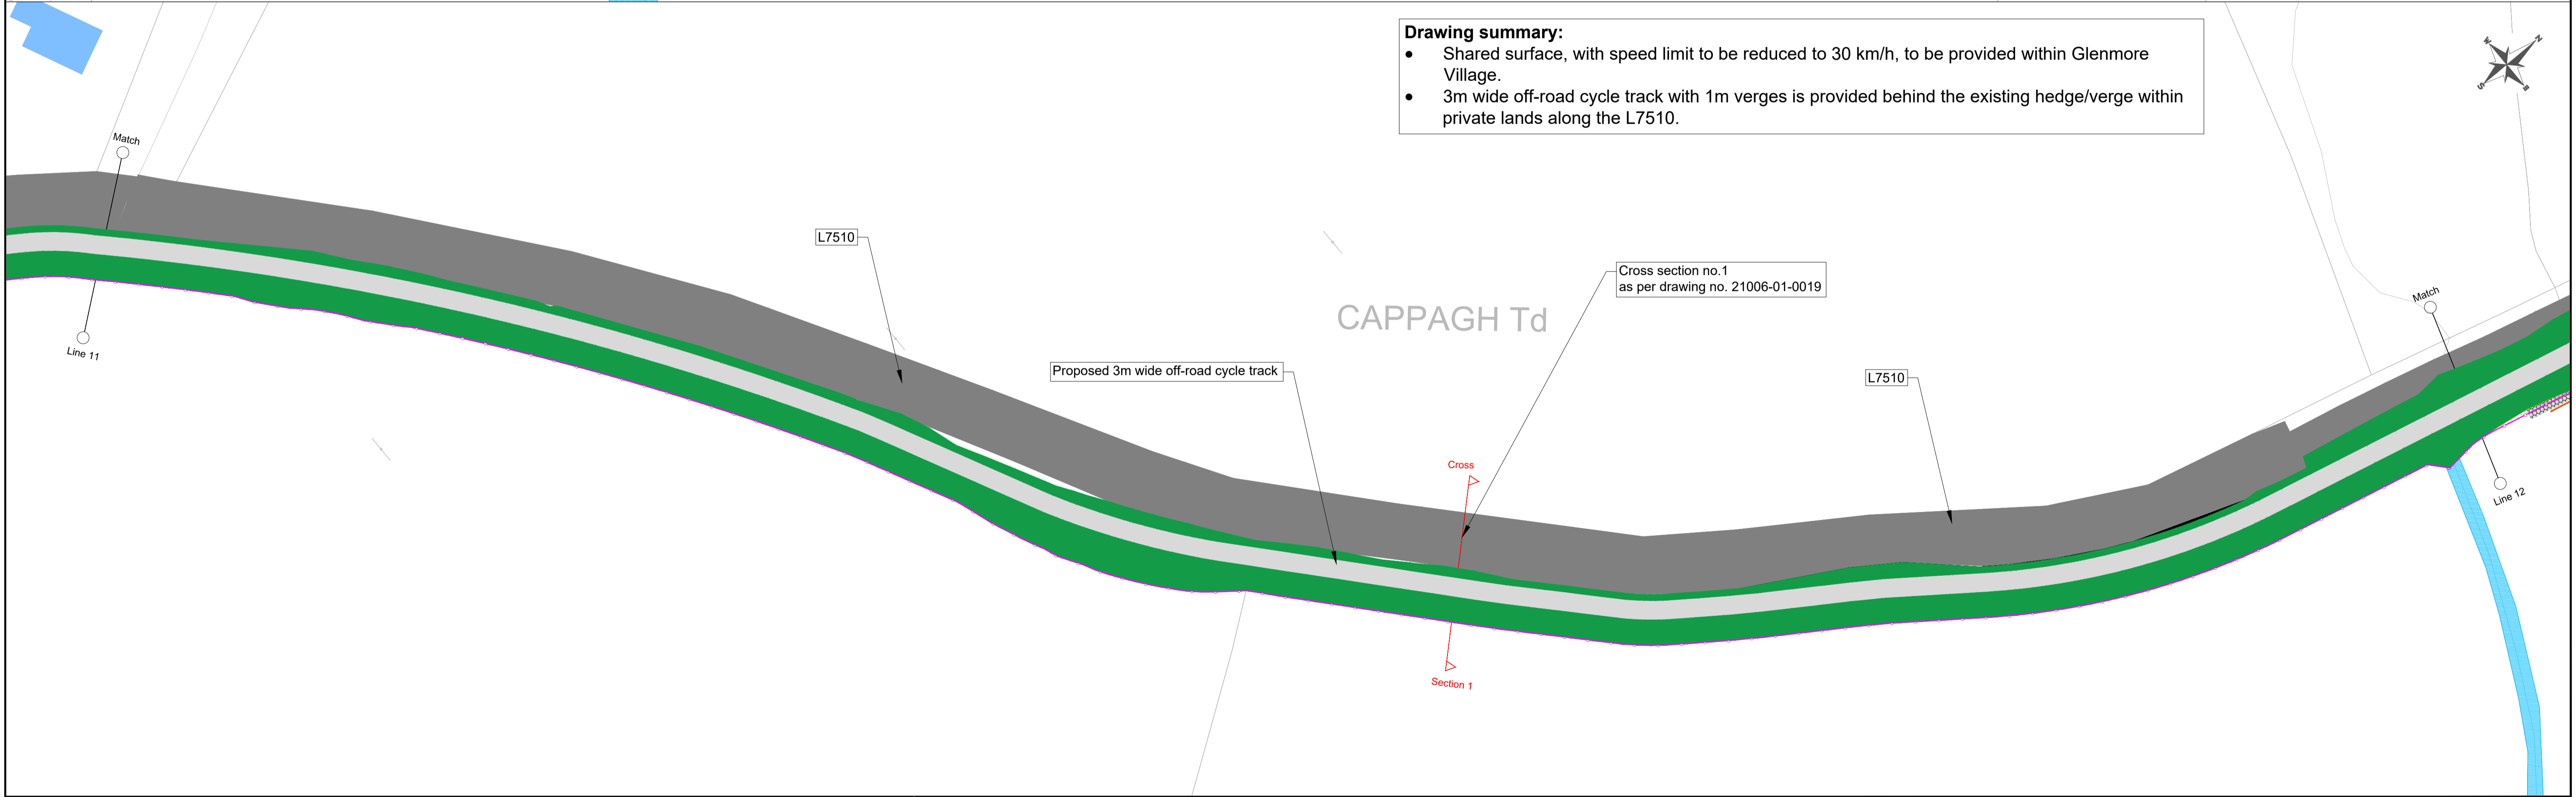 Drawing summary:
● Shared surface, with speed limit to be reduced to 30 km/h, to be provided within Glenmore
Village.
● 3m wide off-road cycle track with 1m verges is provided behind the existing hedge/verge within
private lands along the L7510.
N
W
S
E
Match
Line 11
L7510
CAPPAGH Td
Cross section no.1
as per drawing no. 21006-01-0019
Proposed 3m wide off-road cycle track
Cross
Section 1
L7510
Match
Line 12